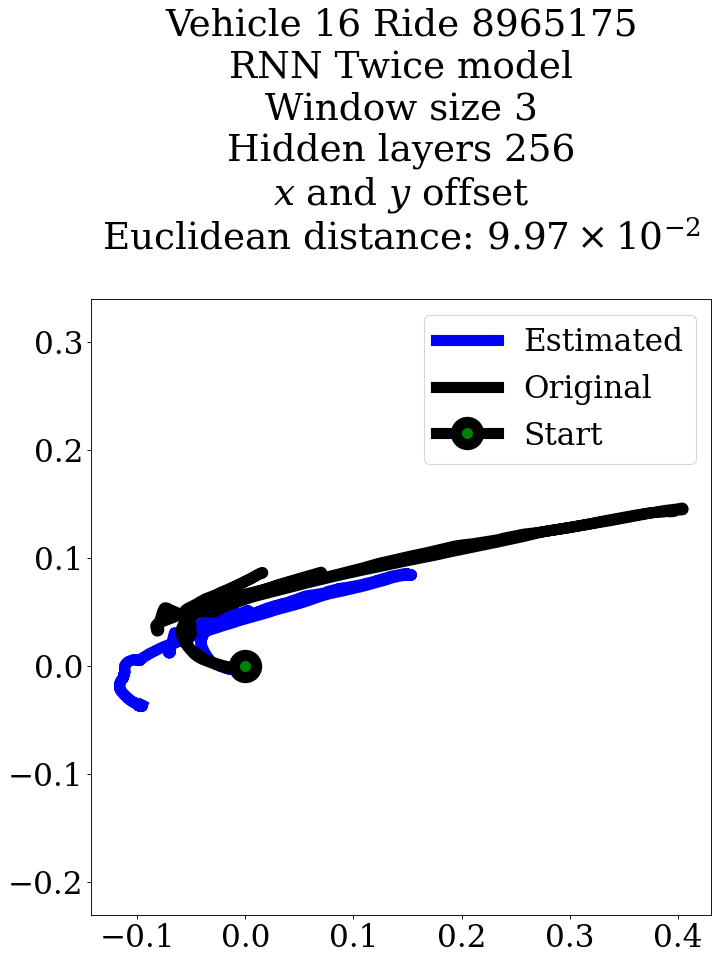 Vehicle 16 Ride 8965175
RNN Twice model
Window size 3
Hidden layers 256
x and y offset
Euclidean distance: 9.97 × 10⁻²
Estimated
Original
Start
0.3
0.2
0.1
0.0
−0.1
−0.2
−0.1 0.0 0.1 0.2 0.3 0.4